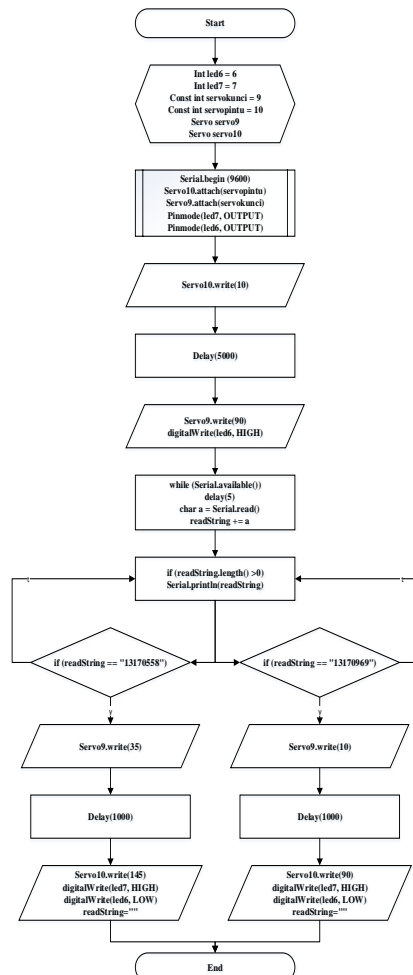 Start
Int led6 = 6
Int led7 = 7
Const int servokunci = 9
Const int servopintu = 10
Servo servo9
Servo servo10
Serial.begin (9600)
Servo10.attach(servopintu)
Servo9.attach(servokunci)
Pinmode(led7, OUTPUT)
Pinmode(led6, OUTPUT)
Servo10.write(10)
Delay(5000)
Servo9.write(90)
digitalWrite(led6, HIGH)
while (Serial.available())
delay(5)
char a = Serial.read()
readString += a
if (readString.length() >0)
Serial.println(readString)
if (readString == "13170558")
if (readString == "13170969")
y
y
Servo9.write(35)
Servo9.write(10)
Delay(1000)
Delay(1000)
Servo10.write(145)
digitalWrite(led7, HIGH)
digitalWrite(led6, LOW)
readString=""
Servo10.write(90)
digitalWrite(led7, HIGH)
digitalWrite(led6, LOW)
readString=""
End